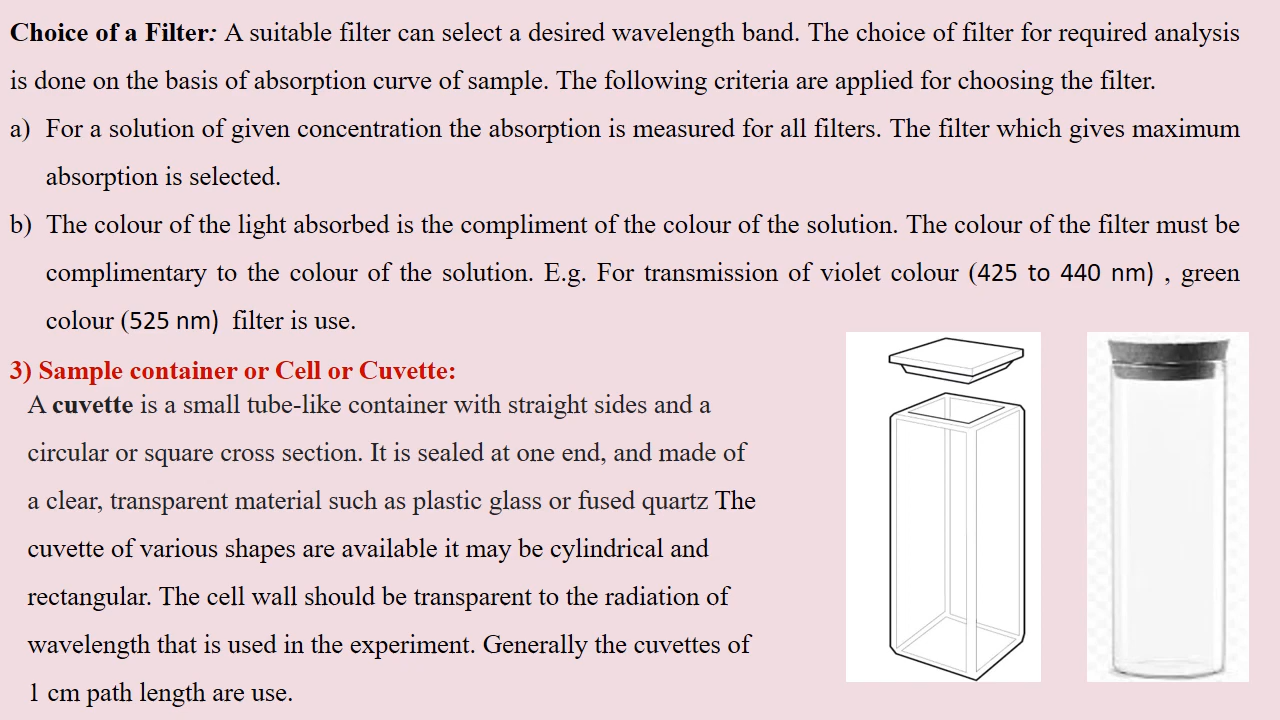 Choice of a Filter: A suitable filter can select a desired wavelength band. The choice of filter for required analysis
is done on the basis of absorption curve of sample. The following criteria are applied for choosing the filter.
a) For a solution of given concentration the absorption is measured for all filters. The filter which gives maximum
absorption is selected.
b) The colour of the light absorbed is the compliment of the colour of the solution. The colour of the filter must be
complimentary to the colour of the solution. E.g. For transmission of violet colour (425 to 440 nm) , green
colour (525 nm) filter is use.
3) Sample container or Cell or Cuvette:
A cuvette is a small tube-like container with straight sides and a
circular or square cross section. It is sealed at one end, and made of
a clear, transparent material such as plastic glass or fused quartz The
cuvette of various shapes are available it may be cylindrical and
rectangular. The cell wall should be transparent to the radiation of
wavelength that is used in the experiment. Generally the cuvettes of
1 cm path length are use.